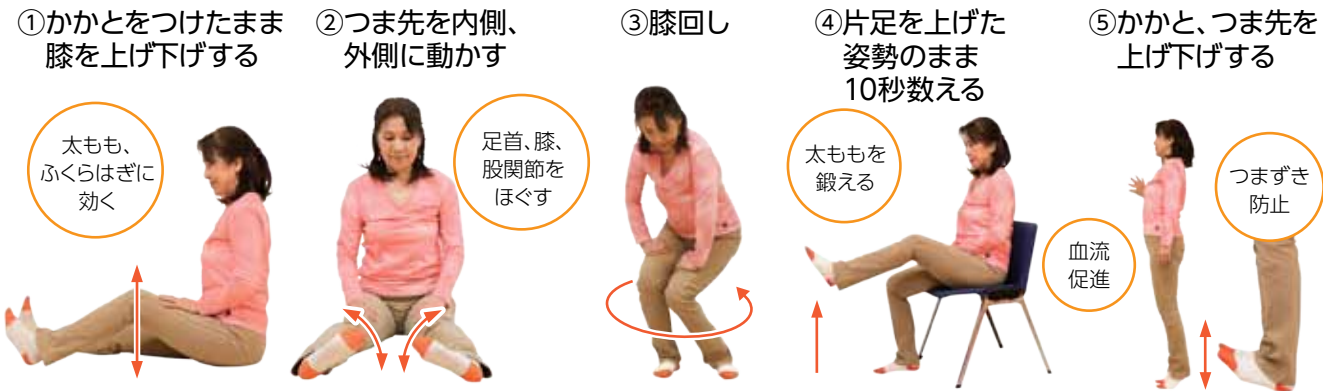 ①かかとをつけたまま
膝を上げ下げする
太もも、
ふくらはぎに
効く
②つま先を内側、
外側に動かす
足首、膝、
股関節を
ほぐす
③膝回し
④片足を上げた
姿勢のまま
10秒数える
太ももを
鍛える
血流
促進
⑤かかと、つま先を
上げ下げする
つまずき
防止